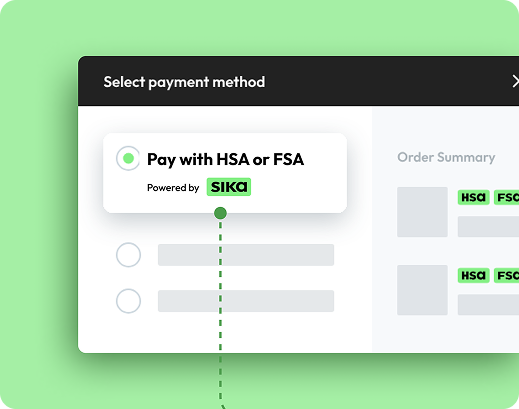 Select payment method
Pay with HSA or FSA
Powered by SIKA
Order Summary
HSA FSA
HSA FSA